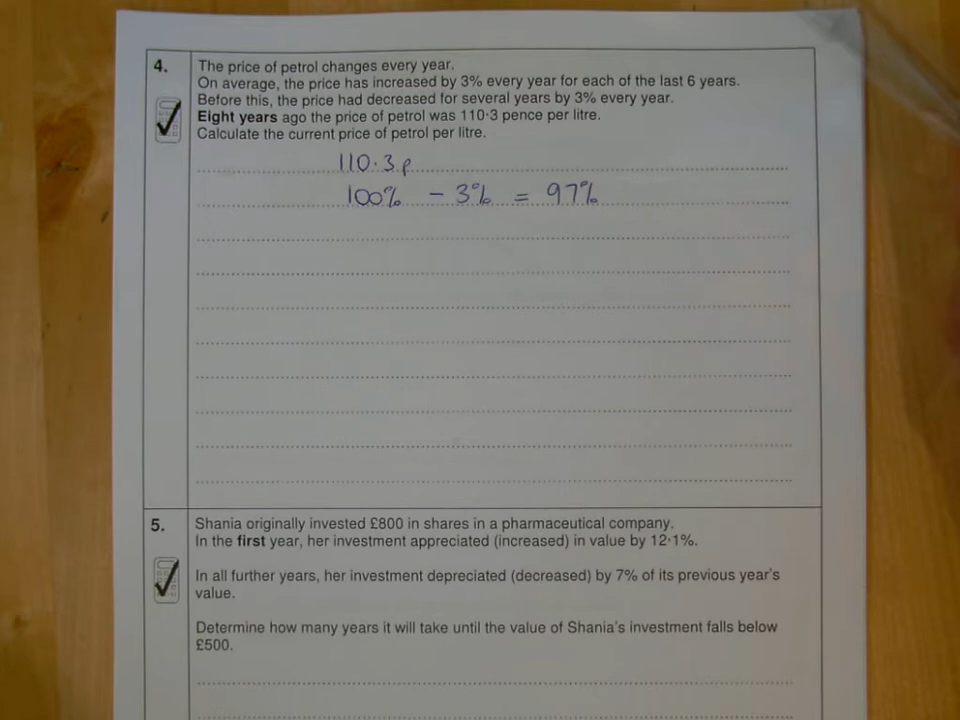 4.
The price of petrol changes every year.
On average, the price has increased by 3% every year for each of the last 6 years.
Before this, the price had decreased for several years by 3% every year.
Eight years ago the price of petrol was 110·3 pence per litre.
Calculate the current price of petrol per litre.
110·3p
100% - 3% = 97%
5.
Shania originally invested £800 in shares in a pharmaceutical company.
In the first year, her investment appreciated (increased) in value by 12·1%.
In all further years, her investment depreciated (decreased) by 7% of its previous year's
value.
Determine how many years it will take until the value of Shania's investment falls below
£500.